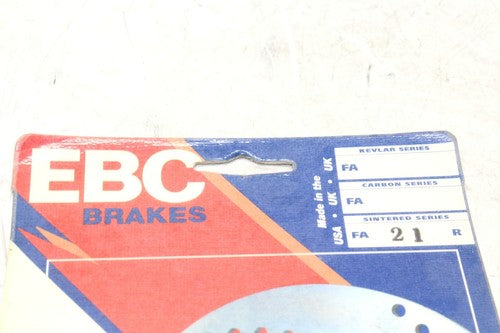 EBC
BRAKES
Made in the
USA • UK • UK
KEVLAR SERIES
FA
CARBON SERIES
FA
SINTERED SERIES
FA 21 R